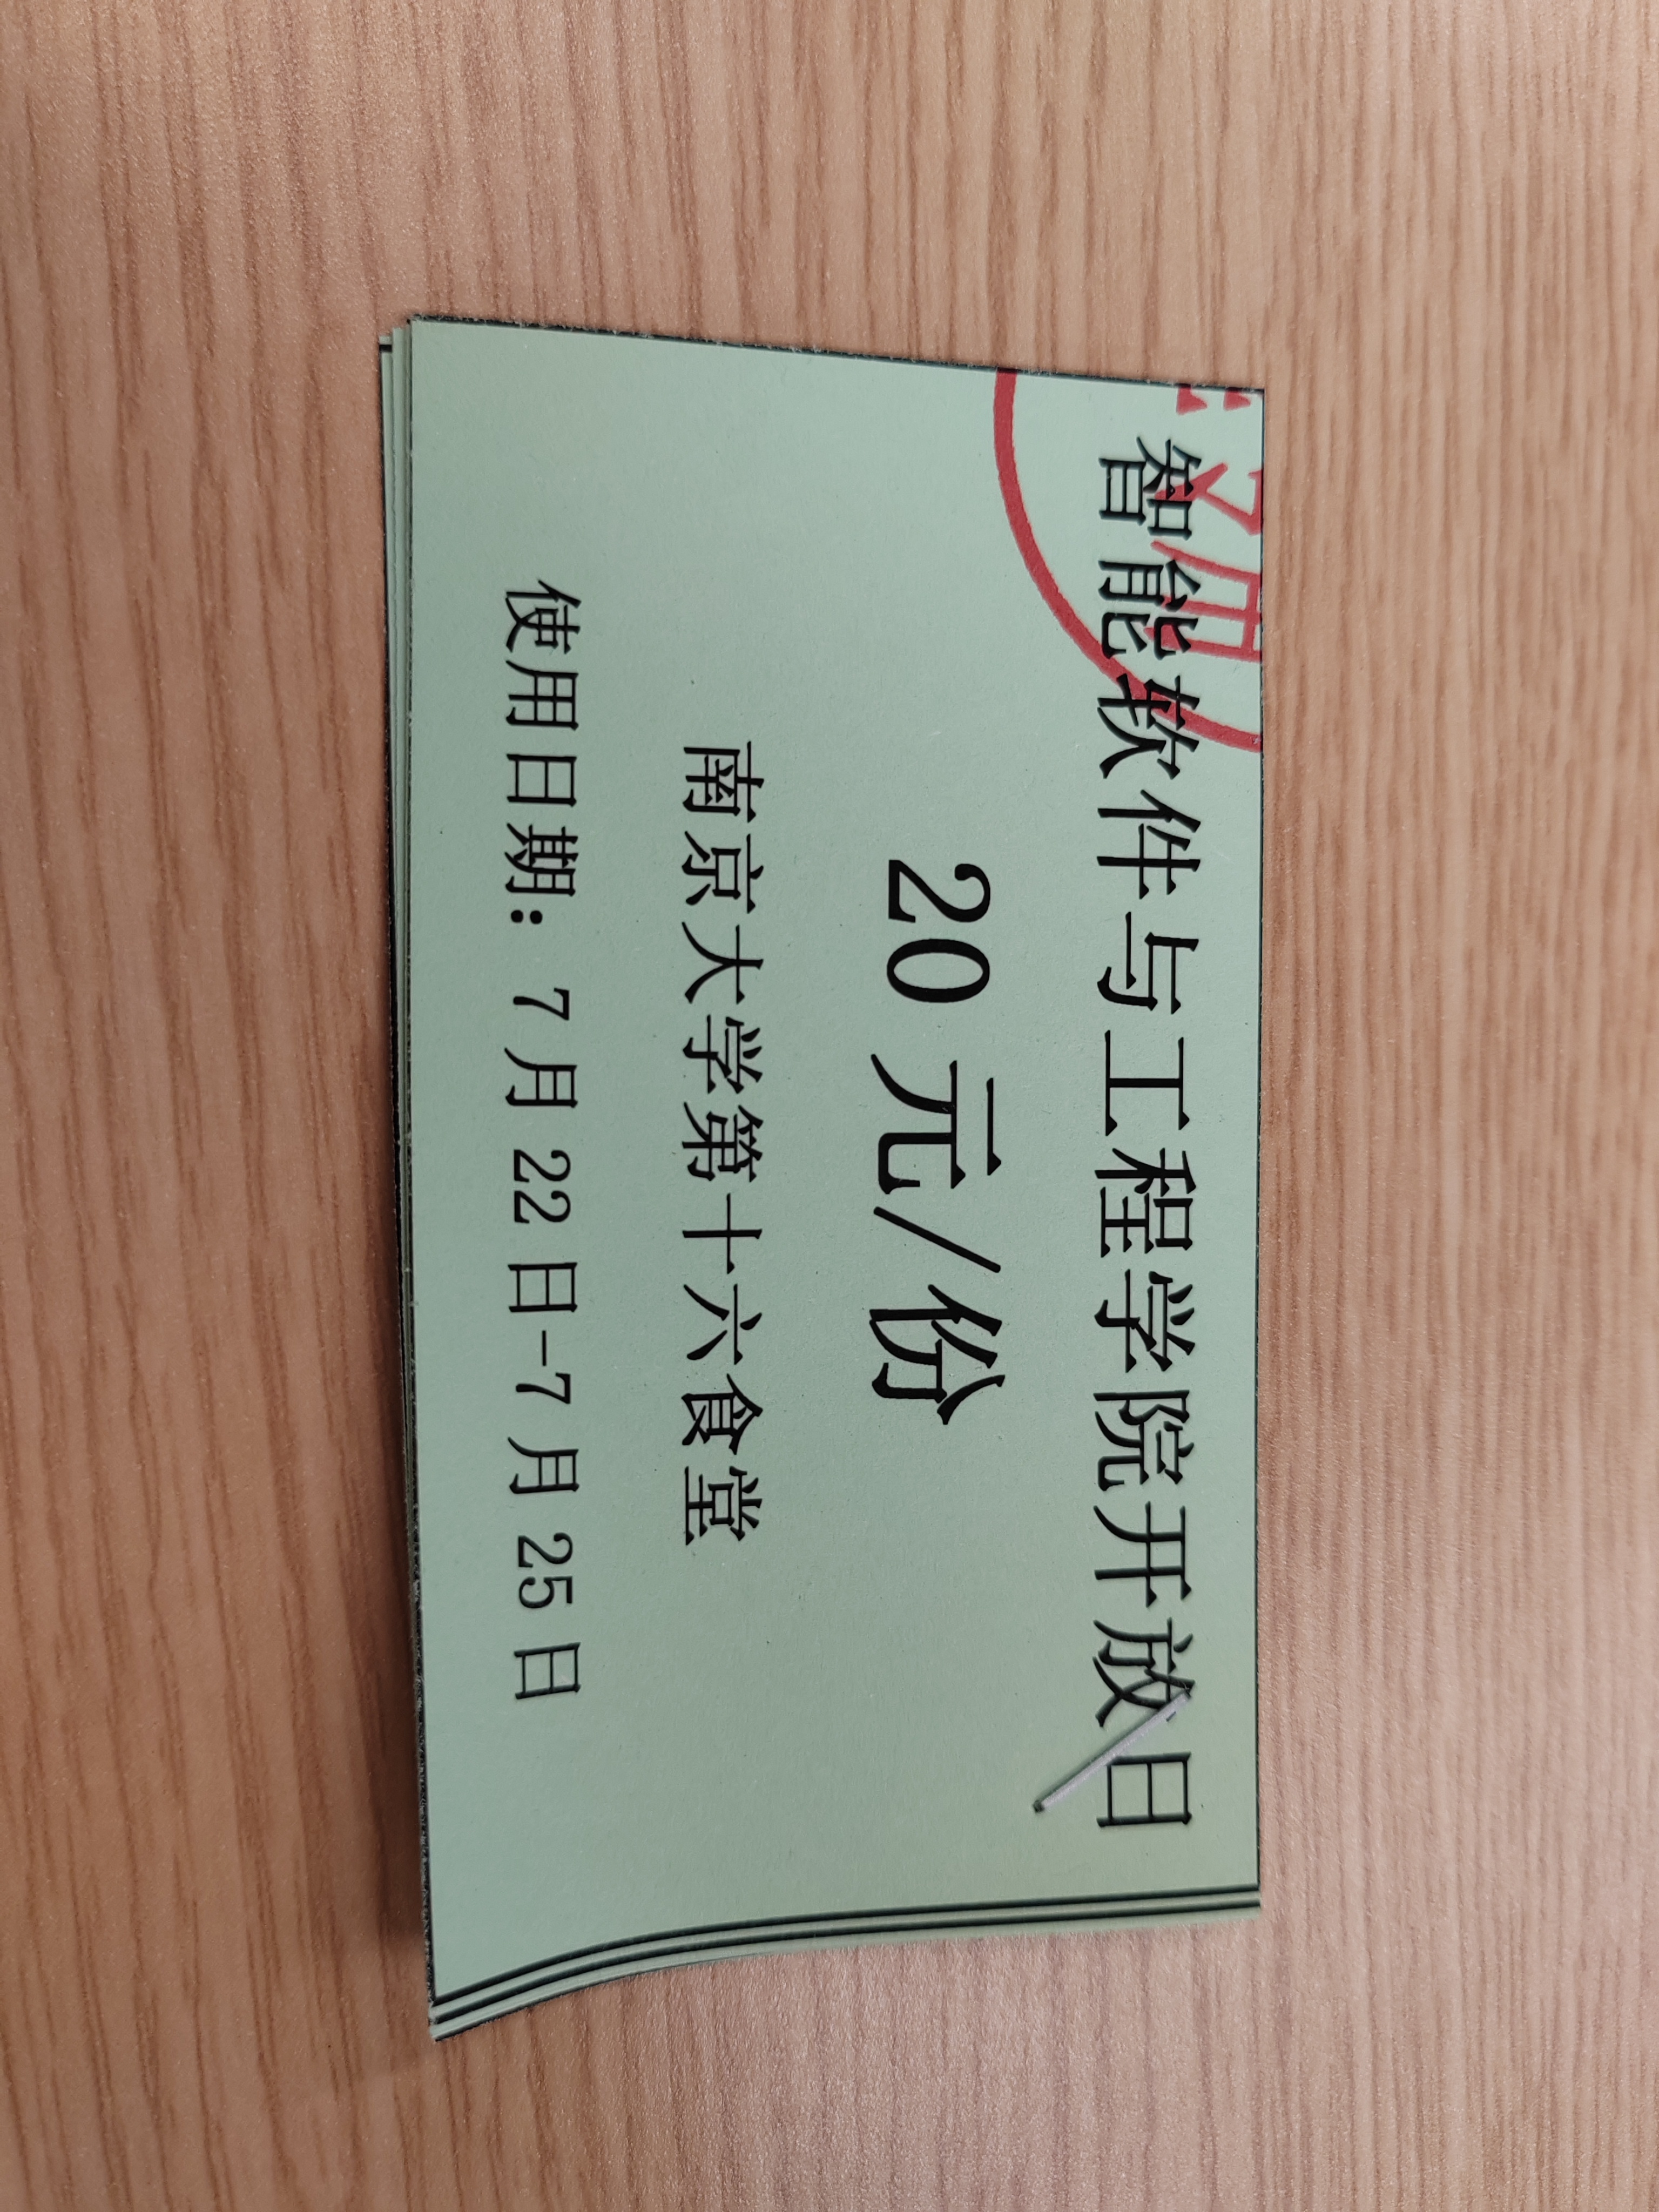 智能软件与工程学院开放日
20 元/份
南京大学第十六食堂
使用日期：7 月 22 日-7 月 25 日